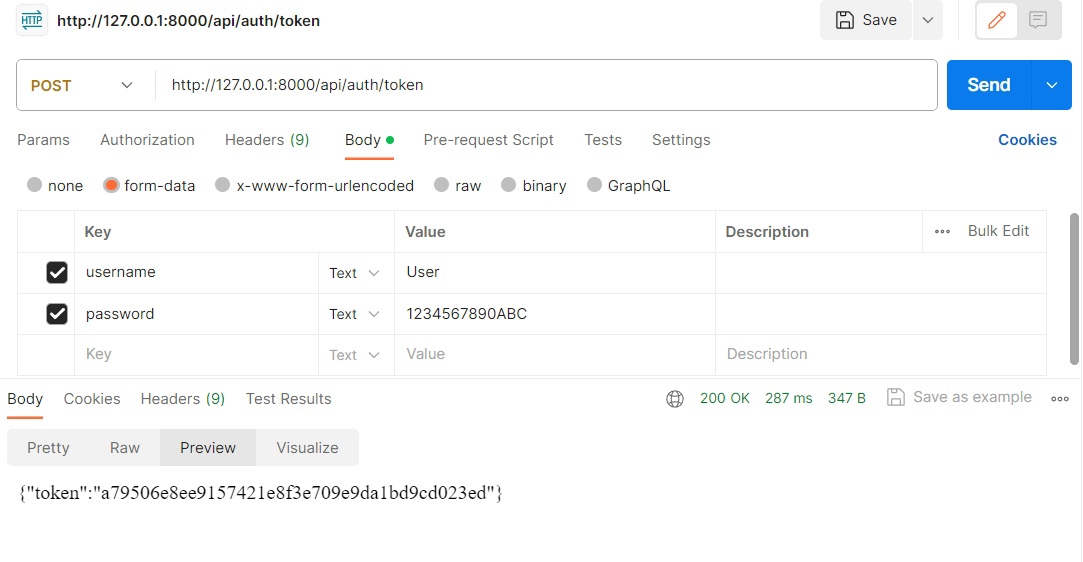 HTTP http://127.0.0.1:8000/api/auth/token Save
POST http://127.0.0.1:8000/api/auth/token Send
Params Authorization Headers (9) Body Pre-request Script Tests Settings Cookies
none form-data x-www-form-urlencoded raw binary GraphQL
Key Value Description Bulk Edit
username Text User
password Text 1234567890ABC
Key Text Value Description
Body Cookies Headers (9) Test Results 200 OK 287 ms 347 B Save as example
Pretty Raw Preview Visualize
{"token":"a79506e8ee9157421e8f3e709e9da1bd9cd023ed"}